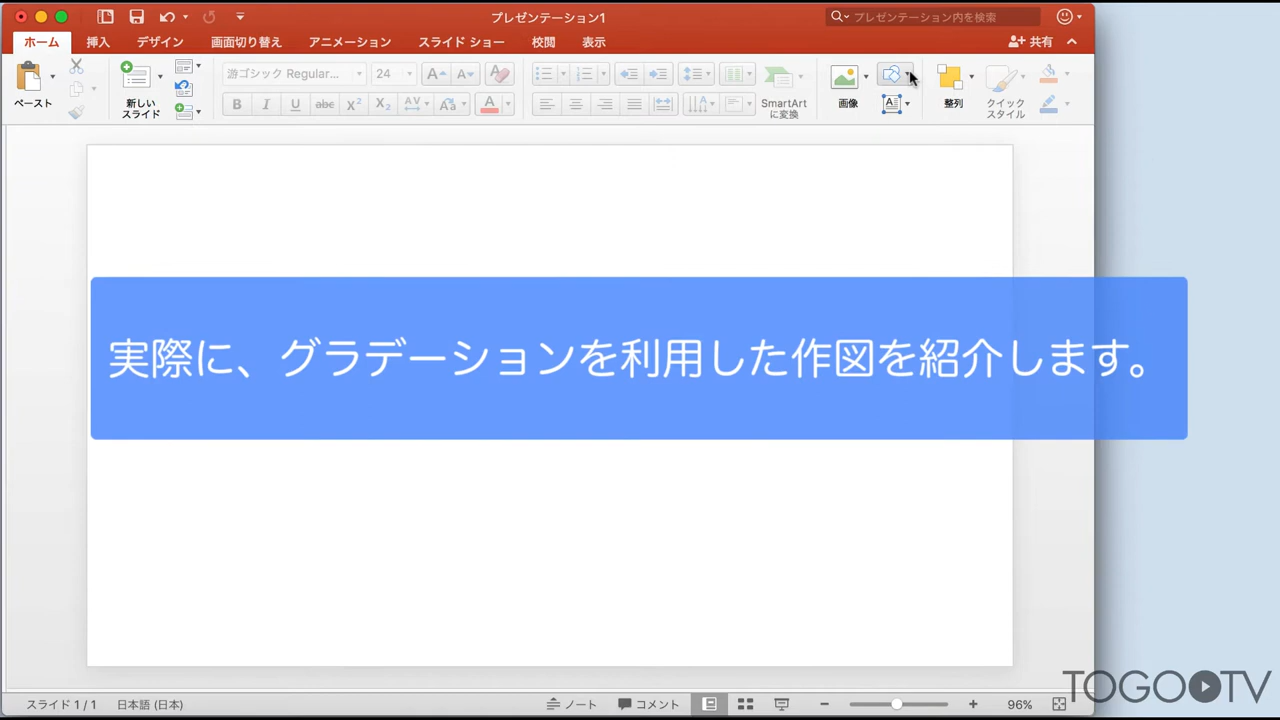 プレゼンテーション1
プレゼンテーション内を検索
ホーム 挿入 デザイン 画面切り替え アニメーション スライド ショー 校閲 表示 共有
游ゴシック Regular... 24
ペースト 新しい スライド SmartArt に変換 画像 整列 クイック スタイル
B I U abc X² X₂ AV Aa A
実際に、グラデーションを利用した作図を紹介します。
スライド 1 / 1 日本語 (日本) ノート コメント 96%
TOGO TV